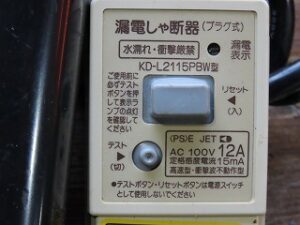 漏電しゃ断器(プラグ式)
水濡れ・衝撃厳禁
漏電
表示
KD-L2115PBW型
ご使用前に
必ずテスト
ボタンを押
して表示ラ
ンプの点灯
を確認して
ください
リセット
(入)
テスト
(切)
(PS)E JET
AC 100V 12A
定格感度電流15mA
高速型・衝撃波不動作型
●テストボタン・リセットボタンは電源スイッチ
として使用しないでください